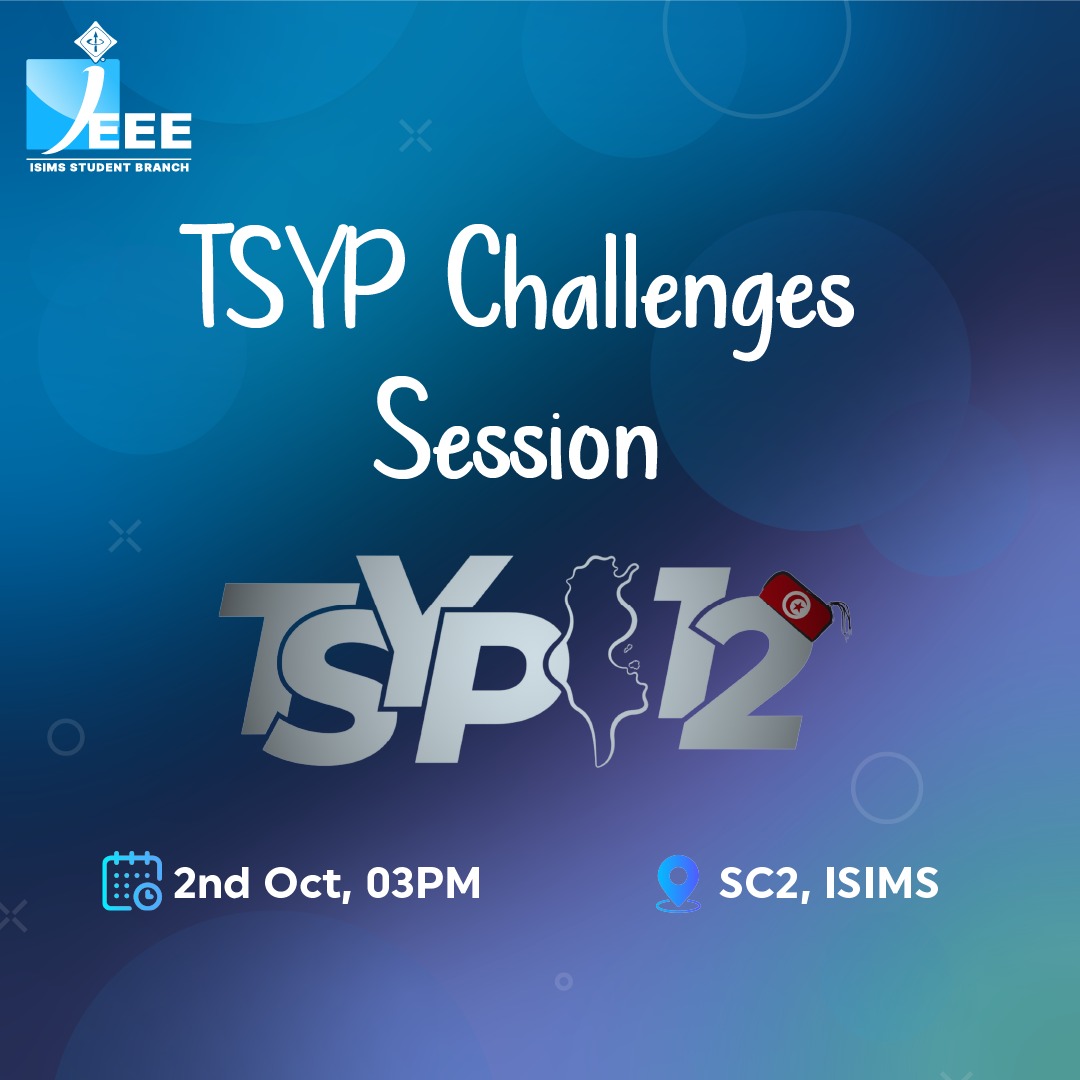 IEEE
ISIMS STUDENT BRANCH
TSYP Challenges
Session
TSYP 12
2nd Oct, 03PM
SC2, ISIMS